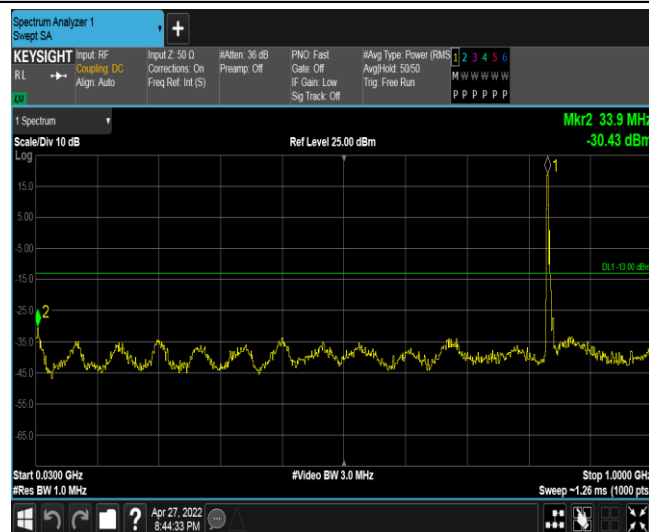 Spectrum Analyzer 1
Swept SA
+
KEYSIGHT
RL
Input: RF
Coupling: DC
Align: Auto
Input Z: 50 Ω
Corrections: On
Freq Ref: Int (S)
#Atten: 36 dB
Preamp: Off
PNO: Fast
Gate: Off
IF Gain: Low
Sig Track: Off
#Avg Type: Power (RMS
Avg|Hold: 50/50
Trig: Free Run
1 2 3 4 5 6
M W W W W W
P P P P P P
1 Spectrum
Mkr2 33.9 MHz
-30.43 dBm
Scale/Div 10 dB
Ref Level 25.00 dBm
Log
1
15.0
5.00
-5.00
DL1 -13.00 dBm
-15.0
-25.0
2
-35.0
-45.0
-55.0
-65.0
Start 0.0300 GHz
#Video BW 3.0 MHz
Stop 1.0000 GHz
#Res BW 1.0 MHz
Sweep ~1.26 ms (1000 pts
?
Apr 27, 2022
8:44:33 PM